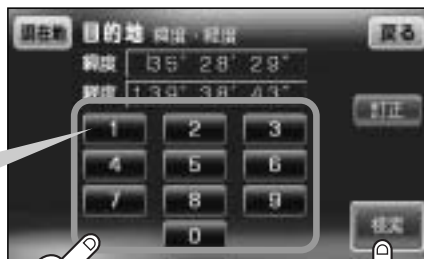 現在地 目的地 緯度・経度 戻る
緯度 35° 28' 29"
経度 139° 38' 43"
訂正
1 2 3
4 5 6
7 8 9
0
検索